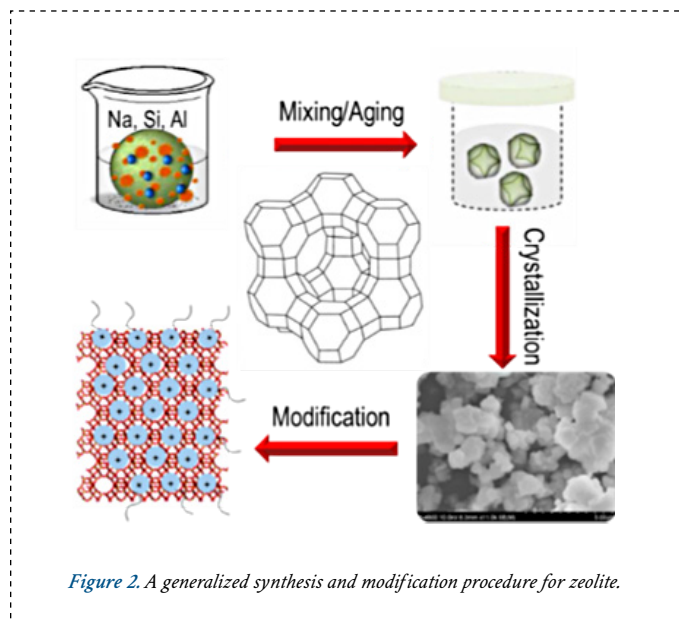 Na, Si, Al
Mixing/Aging
Crystallization
Modification
Figure 2. A generalized synthesis and modification procedure for zeolite.